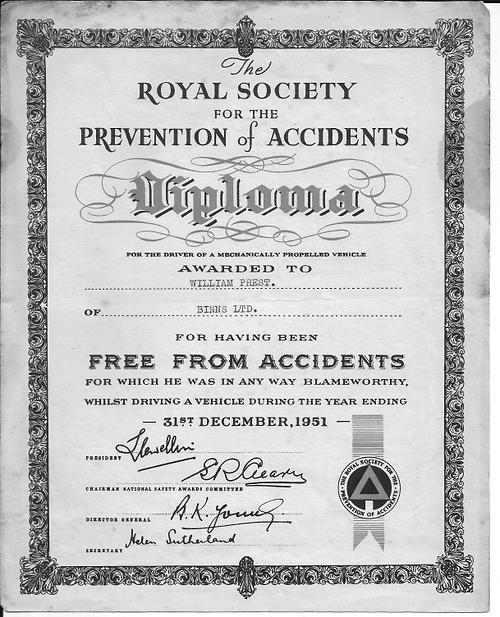 The
ROYAL SOCIETY
FOR THE
PREVENTION of ACCIDENTS
Diploma
FOR THE DRIVER OF A MECHANICALLY PROPELLED VEHICLE
AWARDED TO
WILLIAM PREST.
OF BINNS LTD.
FOR HAVING BEEN
FREE FROM ACCIDENTS
FOR WHICH HE WAS IN ANY WAY BLAMEWORTHY,
WHILST DRIVING A VEHICLE DURING THE YEAR ENDING
— 31ST DECEMBER, 1951 —
Llewellin
PRESIDENT
CHAIRMAN NATIONAL SAFETY AWARDS COMMITTEE
DIRECTOR GENERAL
Helen Sutherland
SECRETARY
THE ROYAL SOCIETY FOR THE
PREVENTION OF ACCIDENTS